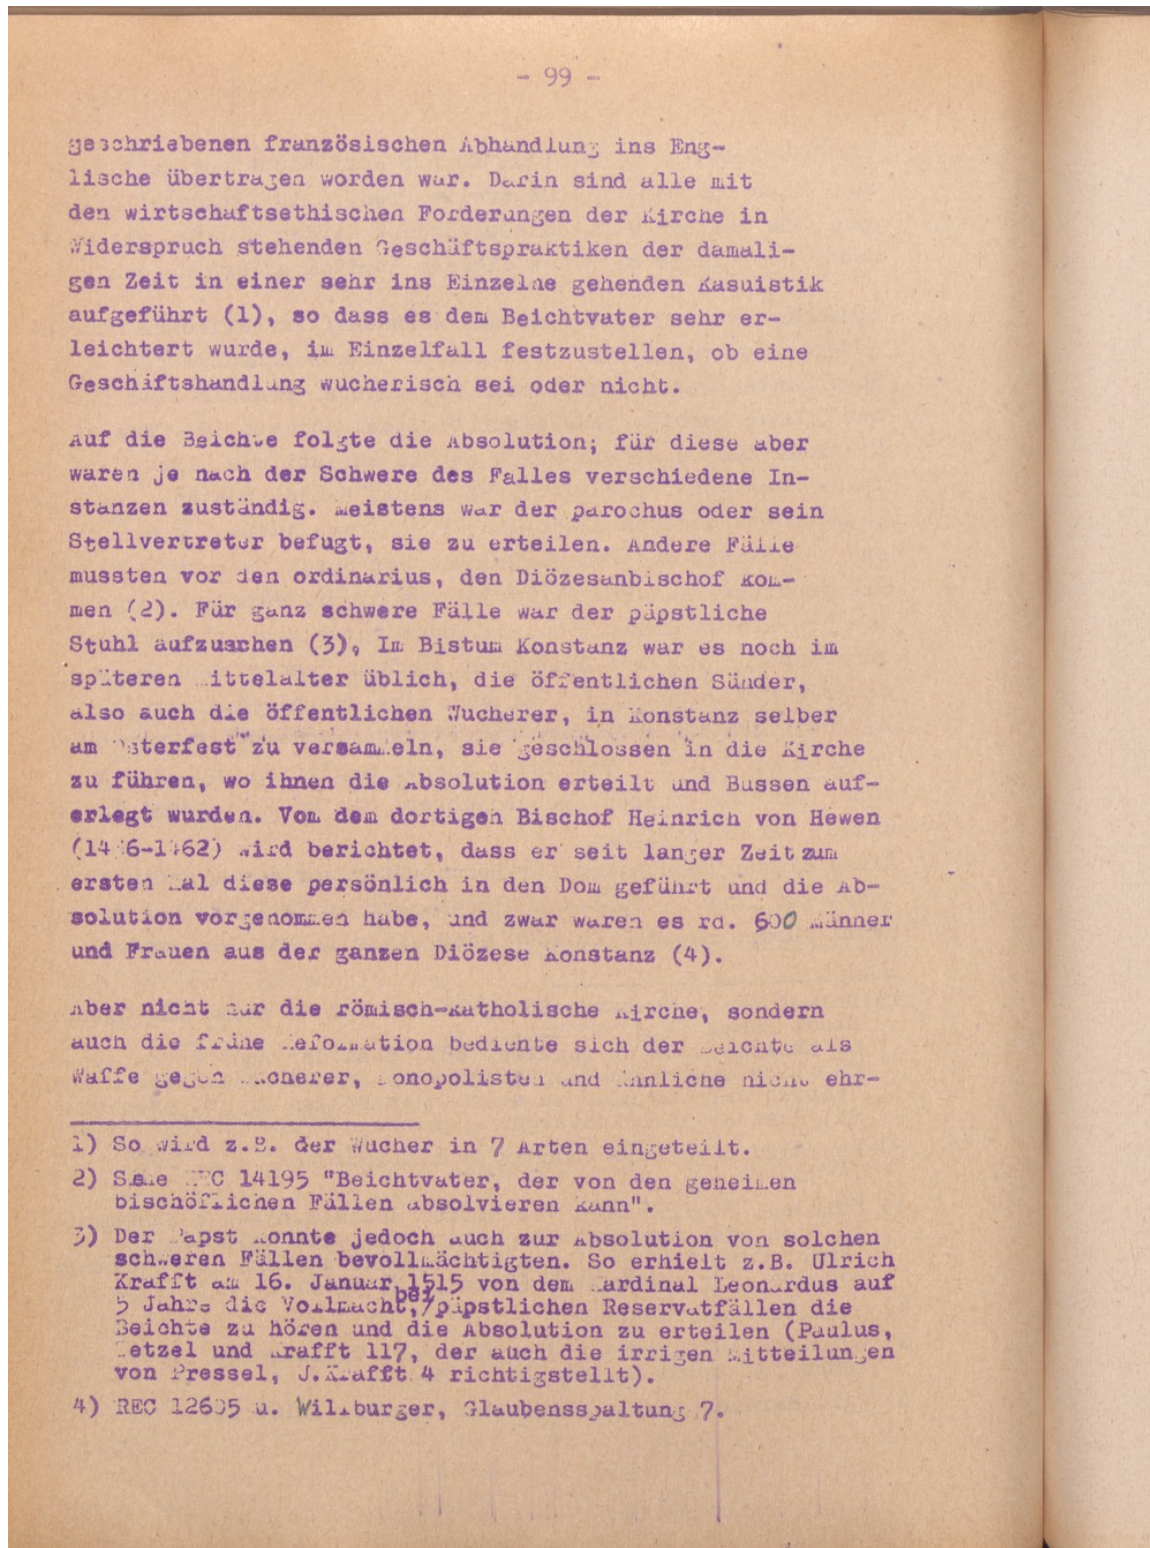 - 99 -
geschriebenen französischen Abhandlung ins Eng-
lische übertragen worden war. Darin sind alle mit
den wirtschaftsethischen Forderungen der Kirche in
Widerspruch stehenden Geschäftspraktiken der damali-
gen Zeit in einer sehr ins Einzelne gehenden Kasuistik
aufgeführt (1), so dass es dem Beichtvater sehr er-
leichtert wurde, im Einzelfall festzustellen, ob eine
Geschäftshandlung wucherisch sei oder nicht.
Auf die Beichte folgte die Absolution; für diese aber
waren je nach der Schwere des Falles verschiedene In-
stanzen zuständig. Meistens war der parochus oder sein
Stellvertreter befugt, sie zu erteilen. Andere Fälle
mussten vor den ordinarius, den Diözesanbischof kom-
men (2). Für ganz schwere Fälle war der päpstliche
Stuhl aufzusuchen (3). Im Bistum Konstanz war es noch im
späteren Mittelalter üblich, die öffentlichen Sünder,
also auch die öffentlichen Wucherer, in Konstanz selber
am Osterfest zu versammeln, sie geschlossen in die Kirche
zu führen, wo ihnen die Absolution erteilt und Bussen auf-
erlegt wurden. Von dem dortigen Bischof Heinrich von Hewen
(1436-1462) wird berichtet, dass er seit langer Zeit zum
ersten Mal diese persönlich in den Dom geführt und die Ab-
solution vorgenommen habe, und zwar waren es rd. 600 Männer
und Frauen aus der ganzen Diözese Konstanz (4).
Aber nicht nur die römisch-katholische Kirche, sondern
auch die frühe Reformation bediente sich der Beichte als
Waffe gegen Wucherer, Monopolisten und ähnliche nicht ehr-
1) So wird z.B. der Wucher in 7 Arten eingeteilt.
2) Siehe REC 14195 "Beichtvater, der von den geheimen
bischöflichen Fällen absolvieren kann".
3) Der Papst konnte jedoch auch zur Absolution von solchen
schweren Fällen bevollmächtigten. So erhielt z.B. Ulrich
Krafft am 16. Januar 1515 von dem Kardinal Leonardus auf
5 Jahre die Vollmacht, bei päpstlichen Reservatfällen die
Beichte zu hören und die Absolution zu erteilen (Paulus,
Tetzel und Krafft 117, der auch die irrigen Mitteilungen
von Pressel, J.Krafft 4 richtigstellt).
4) REC 12605 u. Willburger, Glaubensspaltung 7.